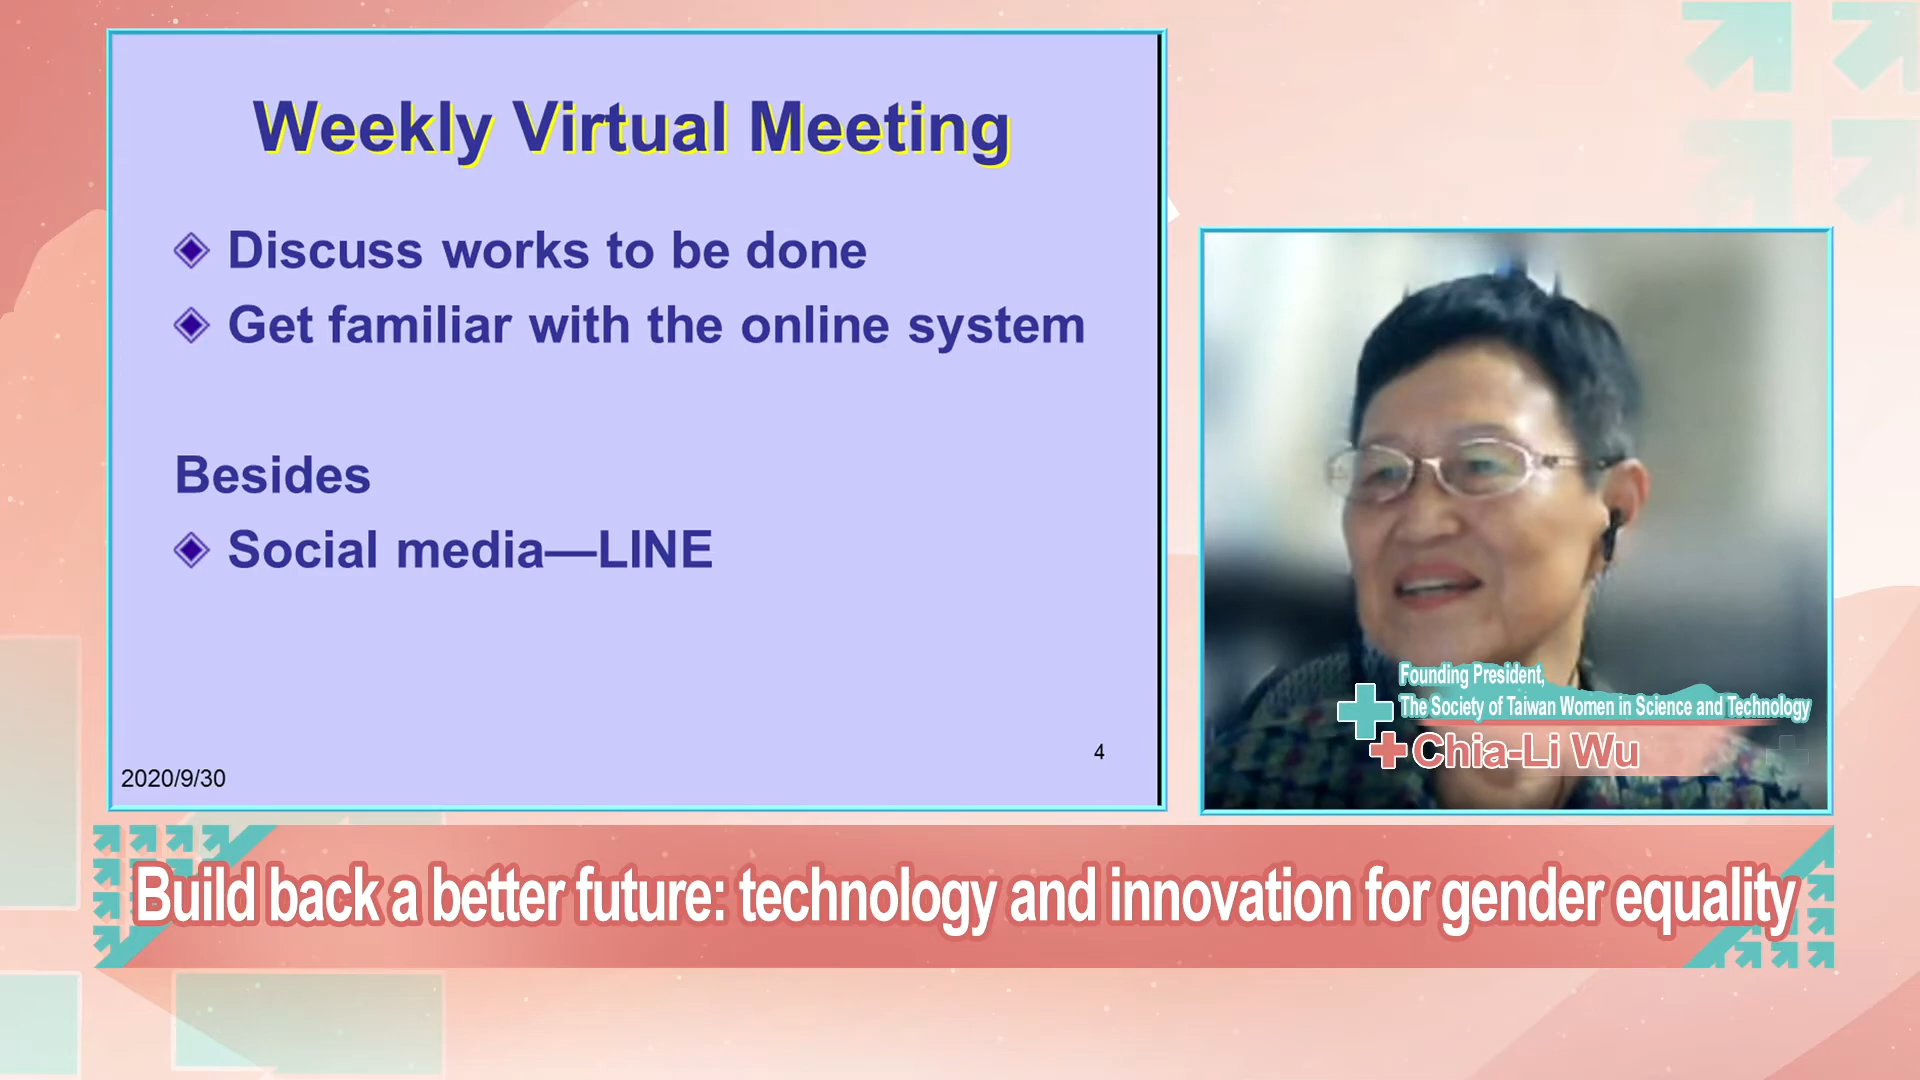 Weekly Virtual Meeting
Discuss works to be done
Get familiar with the online system
Besides
Social media—LINE
4
2020/9/30
Founding President,
The Society of Taiwan Women in Science and Technology
Chia-Li Wu
Build back a better future: technology and innovation for gender equality